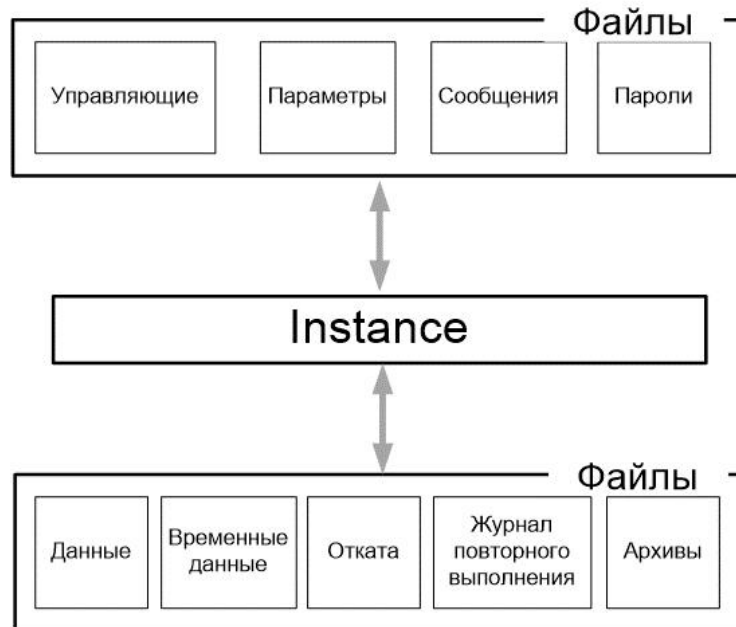 Файлы
Управляющие
Параметры
Сообщения
Пароли
Instance
Файлы
Данные
Временные
данные
Отката
Журнал
повторного
выполнения
Архивы